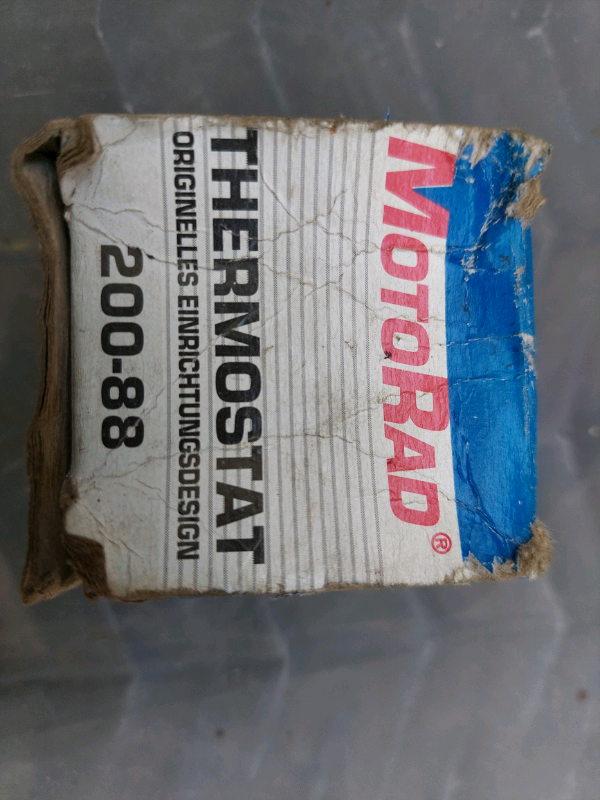 MOTORAD®
THERMOSTAT
ORIGINELLES EINRICHTUNGSDESIGN
200-88